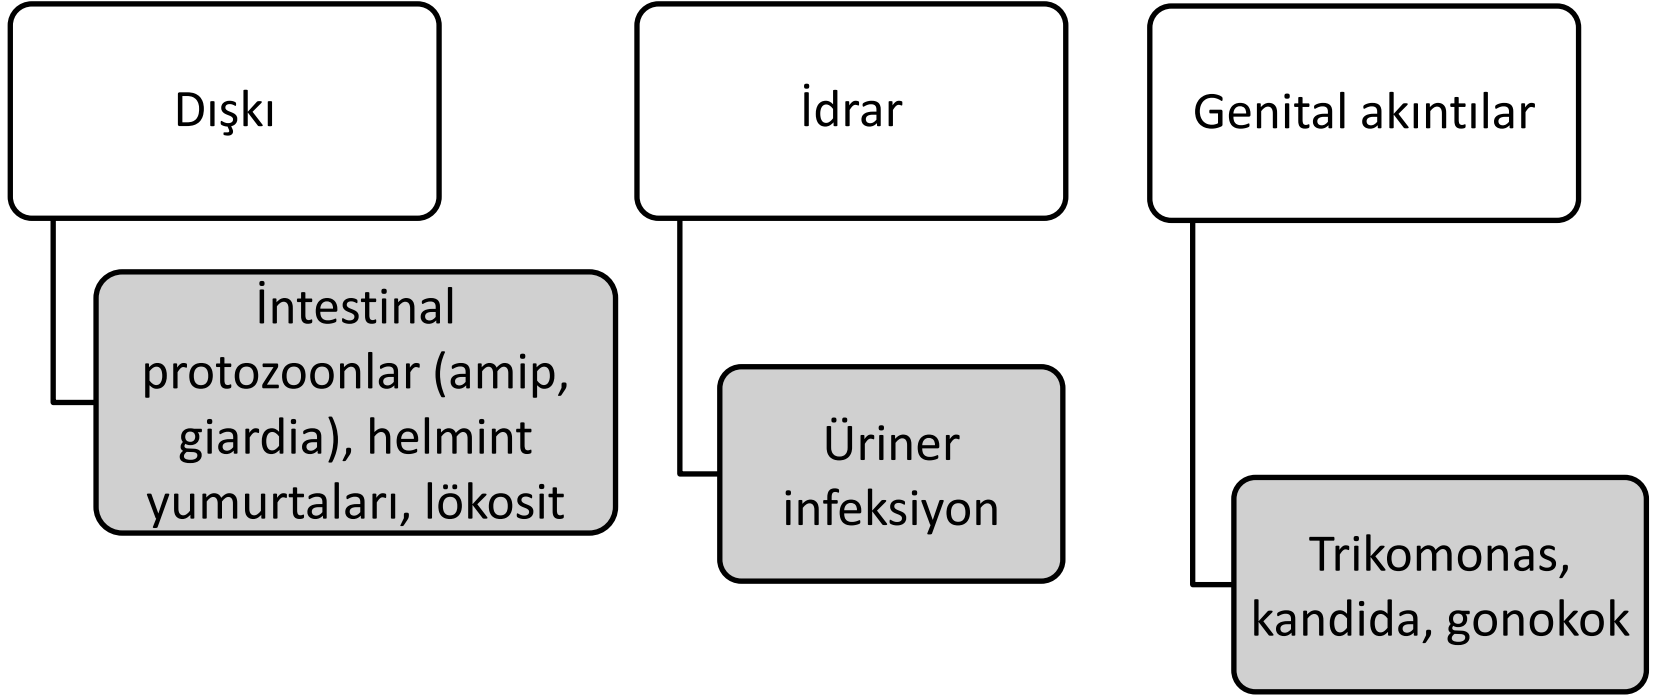 Dışkı
İntestinal
protozoonlar (amip,
giardia), helmint
yumurtaları, lökosit
İdrar
Üriner
infeksiyon
Genital akıntılar
Trikomonas,
kandida, gonokok